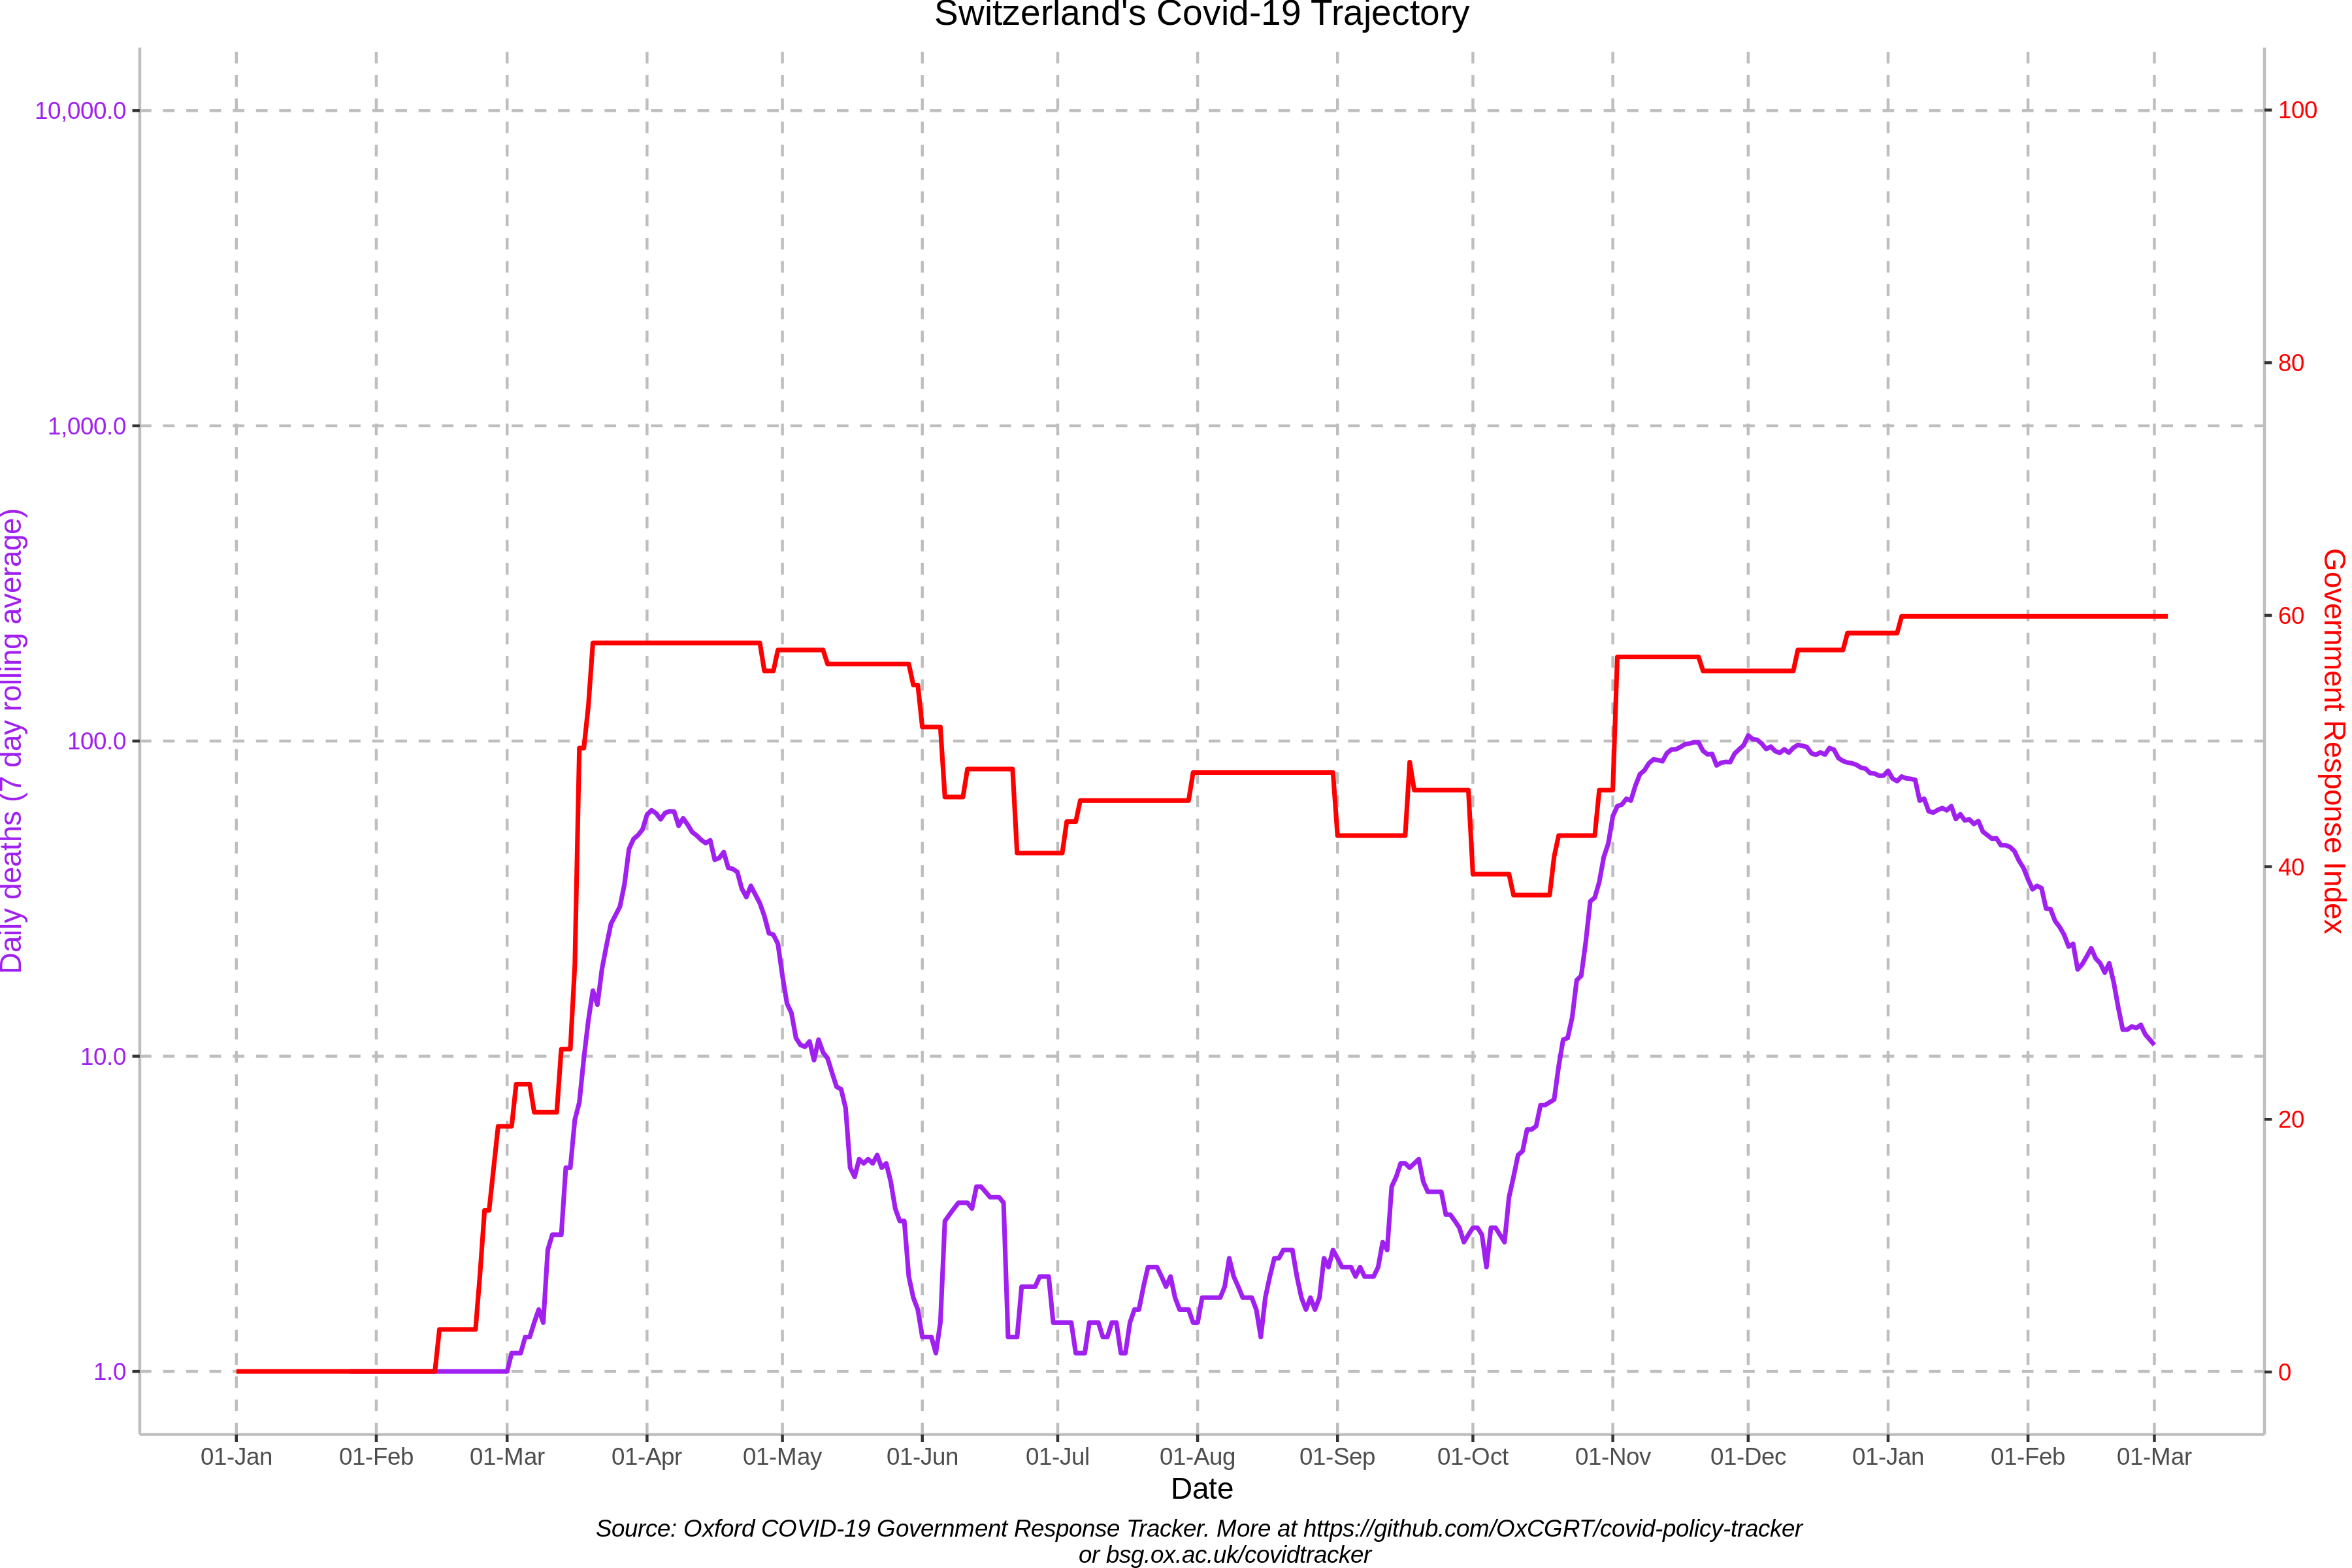 Switzerland's Covid-19 Trajectory
10,000.0
1,000.0
100.0
10.0
1.0
Daily deaths (7 day rolling average)
100
80
60
40
20
0
Government Response Index
01-Jan 01-Feb 01-Mar 01-Apr 01-May 01-Jun 01-Jul 01-Aug 01-Sep 01-Oct 01-Nov 01-Dec 01-Jan 01-Feb 01-Mar
Date
Source: Oxford COVID-19 Government Response Tracker. More at https://github.com/OxCGRT/covid-policy-tracker
or bsg.ox.ac.uk/covidtracker